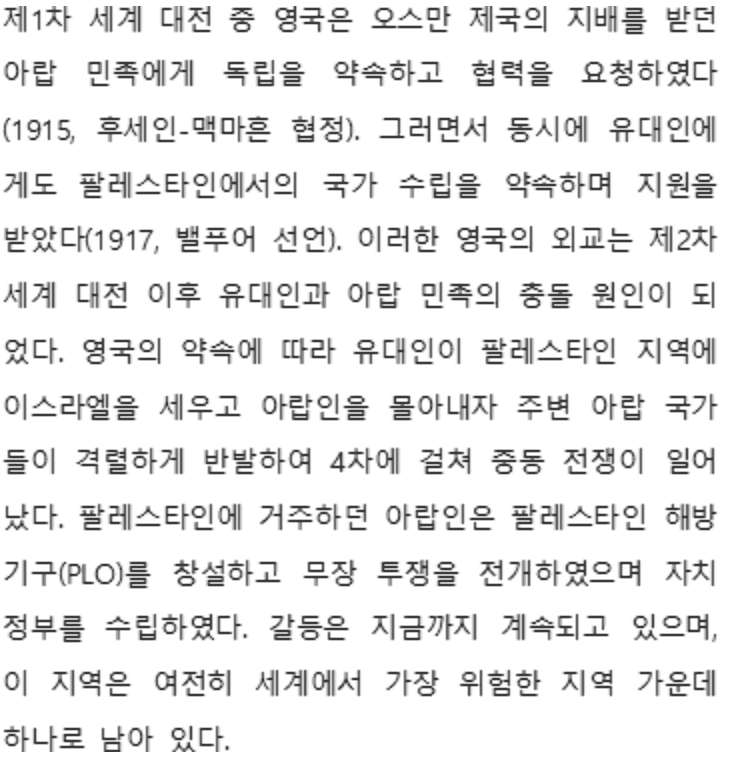 제1차 세계 대전 중 영국은 오스만 제국의 지배를 받던
아랍 민족에게 독립을 약속하고 협력을 요청하였다
(1915, 후세인-맥마흔 협정). 그러면서 동시에 유대인에
게도 팔레스타인에서의 국가 수립을 약속하며 지원을
받았다(1917, 밸푸어 선언). 이러한 영국의 외교는 제2차
세계 대전 이후 유대인과 아랍 민족의 충돌 원인이 되
었다. 영국의 약속에 따라 유대인이 팔레스타인 지역에
이스라엘을 세우고 아랍인을 몰아내자 주변 아랍 국가
들이 격렬하게 반발하여 4차에 걸쳐 중동 전쟁이 일어
났다. 팔레스타인에 거주하던 아랍인은 팔레스타인 해방
기구(PLO)를 창설하고 무장 투쟁을 전개하였으며 자치
정부를 수립하였다. 갈등은 지금까지 계속되고 있으며,
이 지역은 여전히 세계에서 가장 위험한 지역 가운데
하나로 남아 있다.